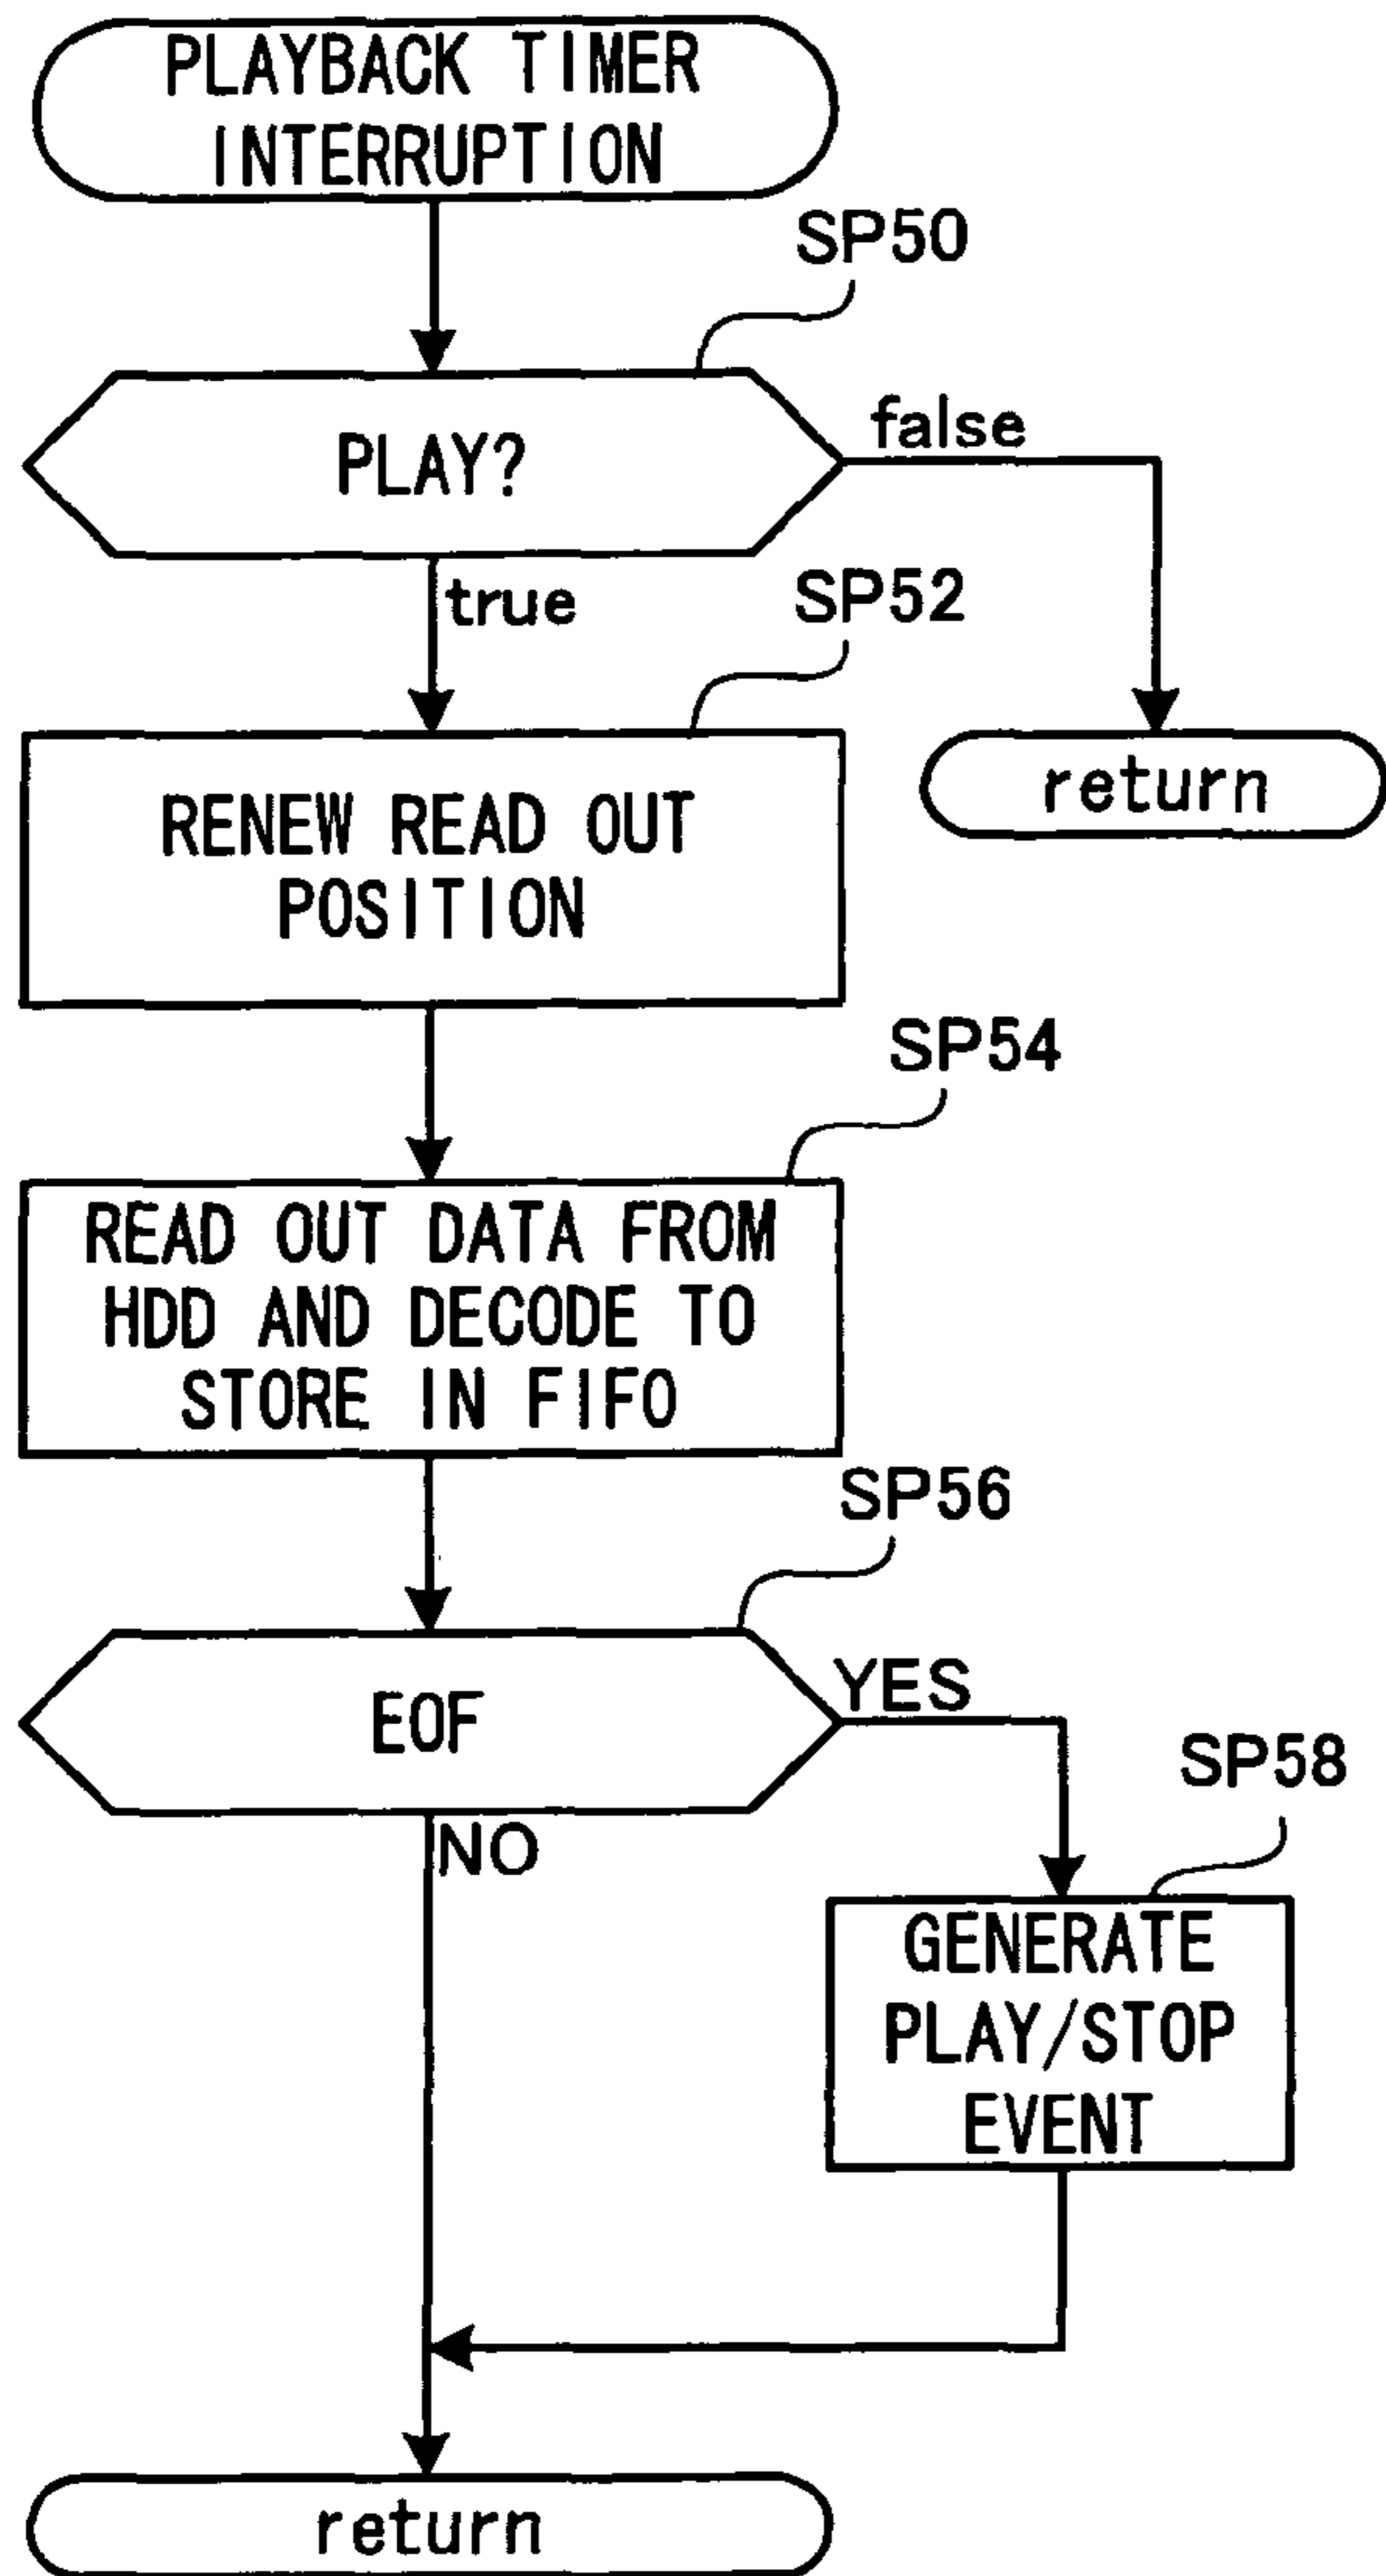 PLAYBACK TIMER
INTERRUPTION
SP50
PLAY?
false
true
SP52
RENEW READ OUT
POSITION
return
SP54
READ OUT DATA FROM
HDD AND DECODE TO
STORE IN FIFO
SP56
EOF
YES
NO
SP58
GENERATE
PLAY/STOP
EVENT
return